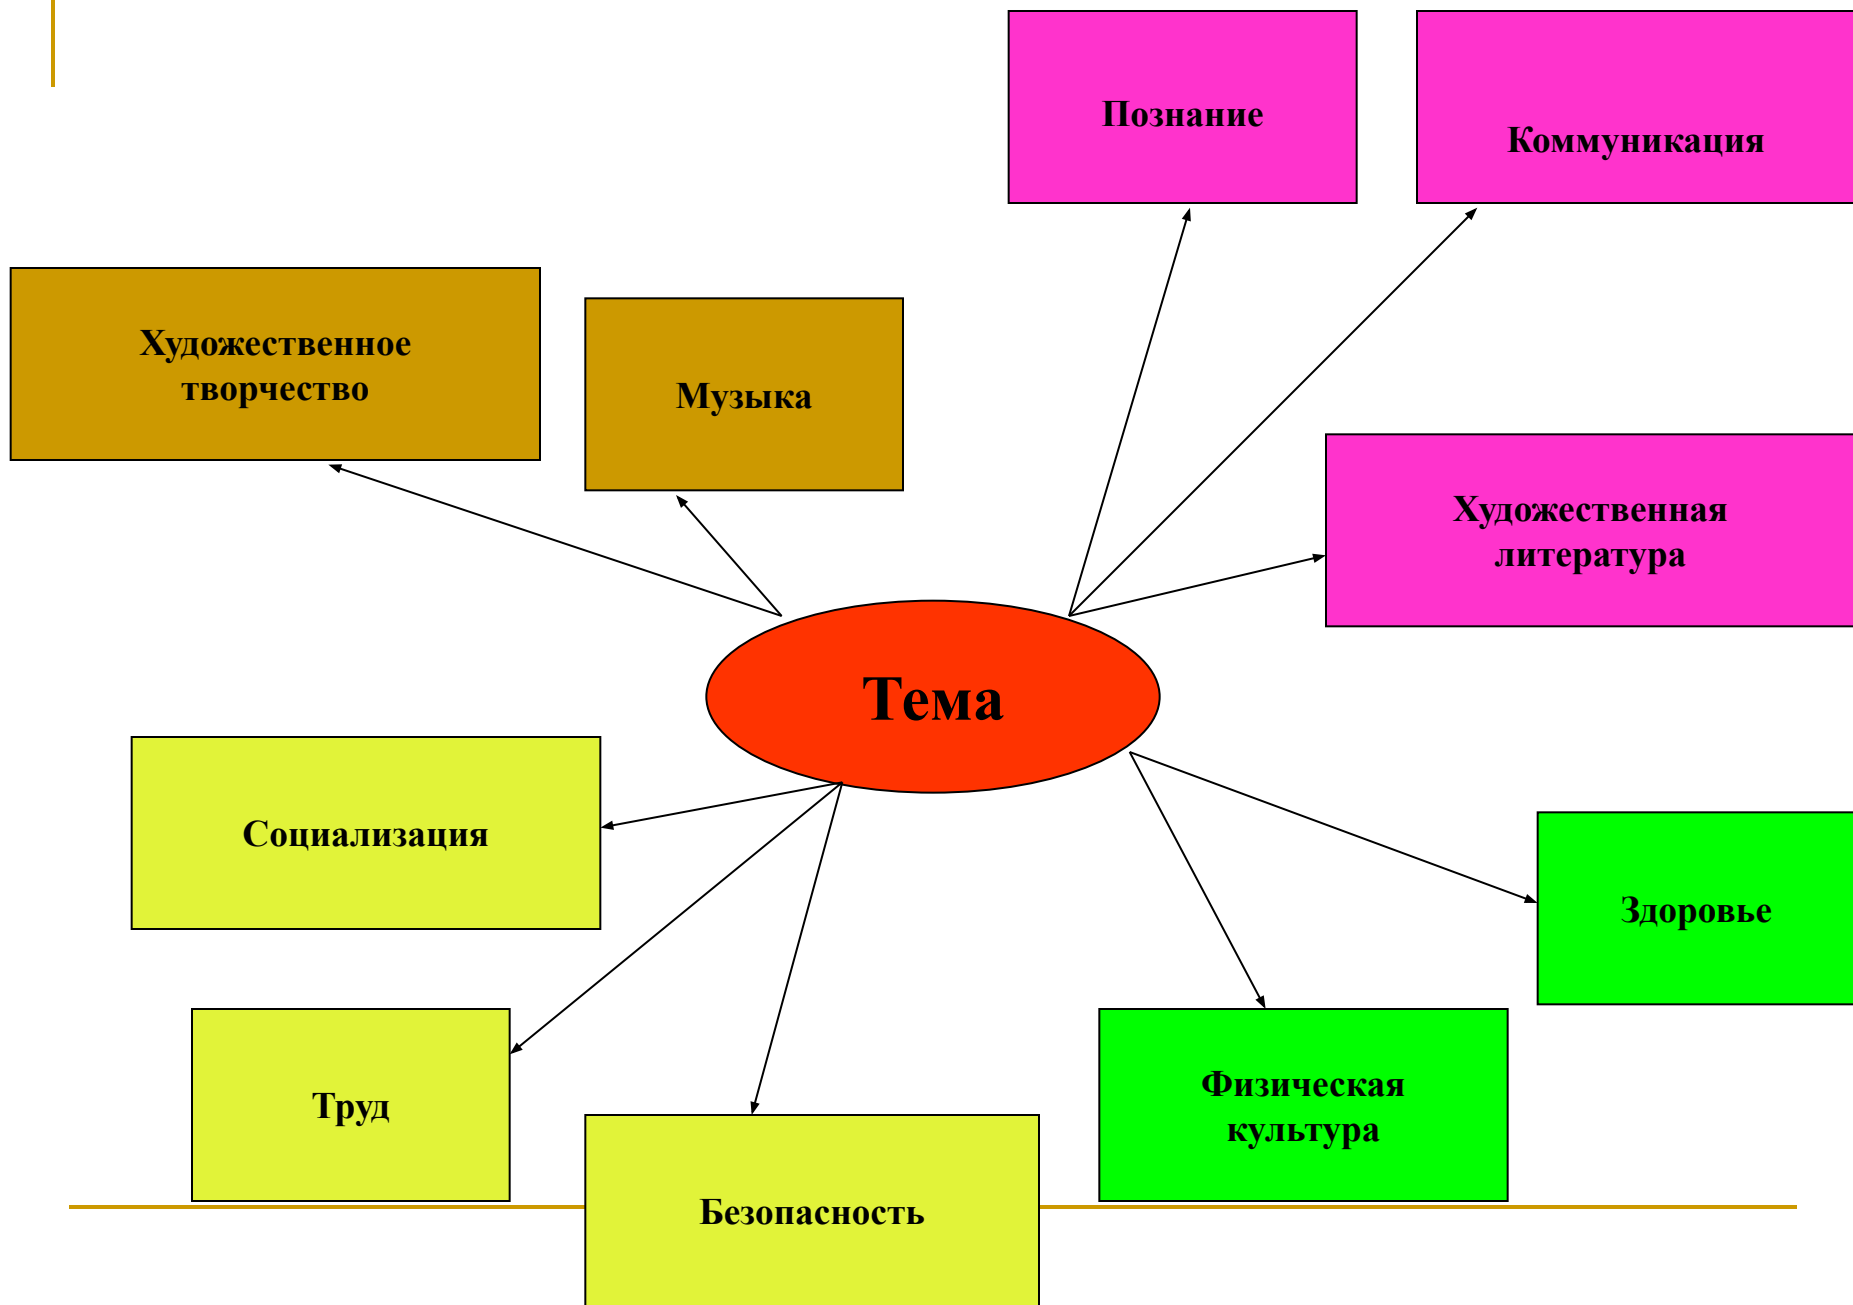 Познание
Коммуникация
Художественное
творчество
Музыка
Художественная
литература
Тема
Социализация
Здоровье
Труд
Физическая
культура
Безопасность